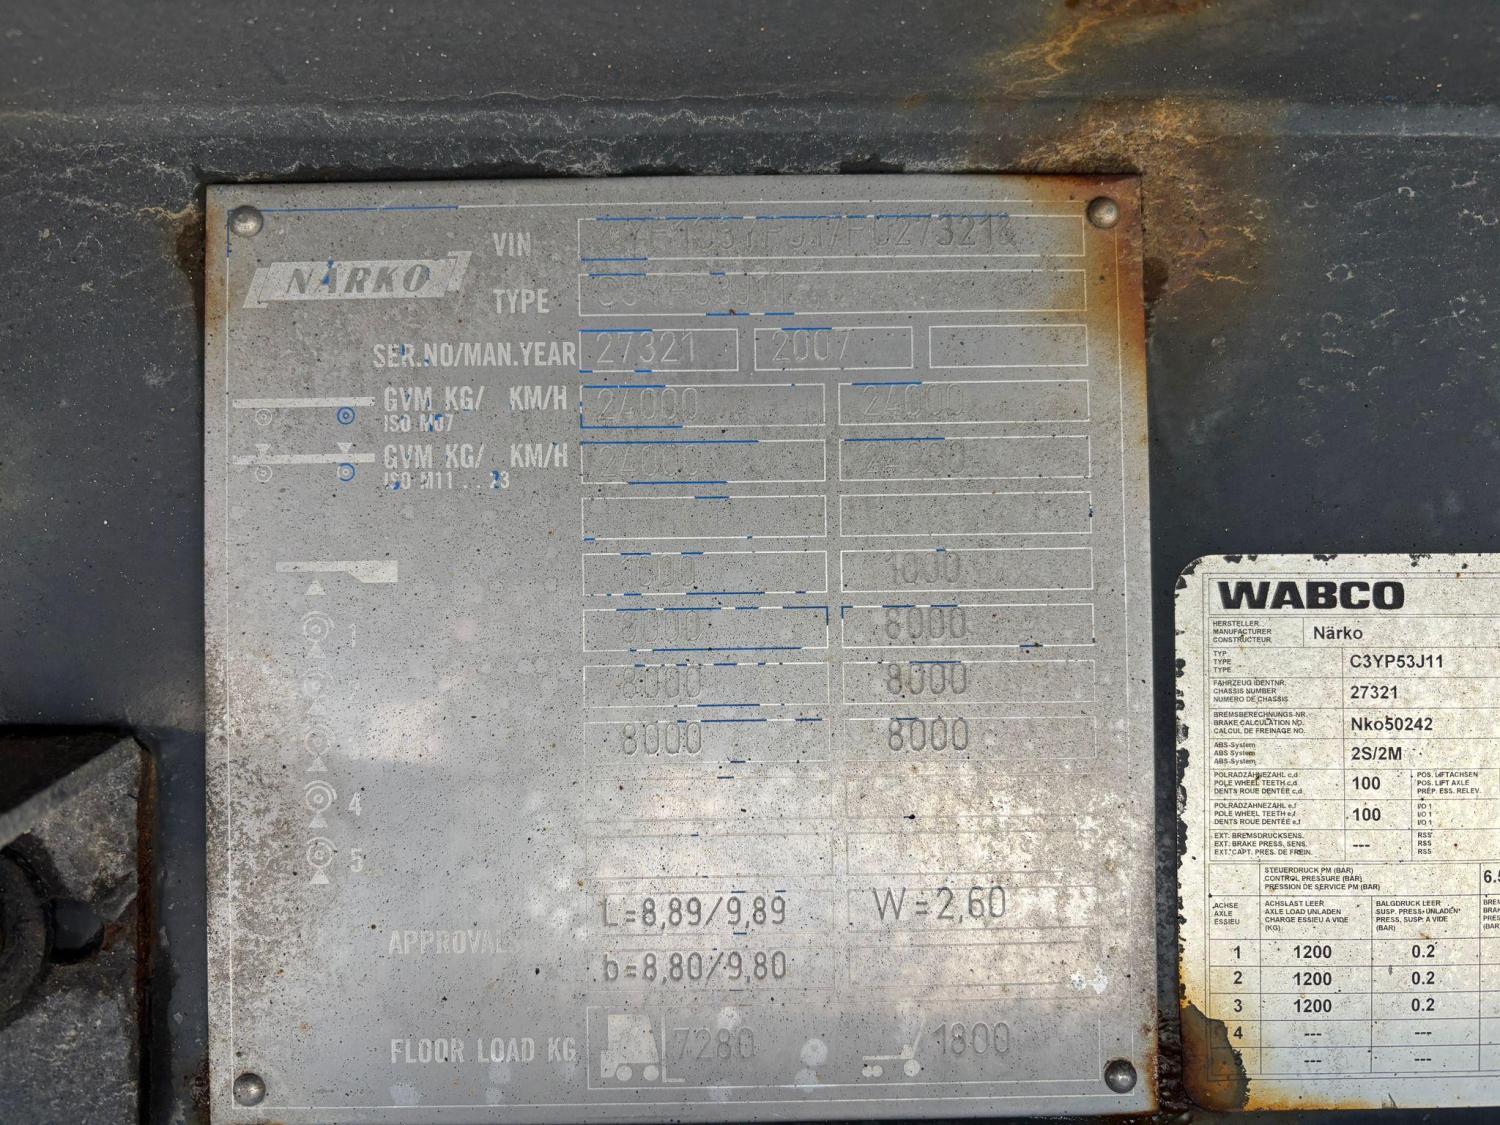 NÄRKO
VIN
TYPE
SER.NO/MAN.YEAR 27321 2007
GVM KG/ KM/H 24000 24000
ISO M07
GVM KG/ KM/H 24000
ISO M11 .. 23
1000
8000
8000 8000
8000 8000
4
5
L=8,89/9,89 W=2,60
APPROVAL
b=8,80/9,80
FLOOR LOAD KG 7280 1800
WABCO
HERSTELLER
MANUFACTURER
CONSTRUCTEUR
Närko
TYP
TYPE
TYPE
C3YP53J11
FAHRZEUG IDENTNR.
CHASSIS NUMBER
NUMERO DE CHASSIS
27321
BREMSBERECHNUNGS-NR.
BRAKE CALCULATION NO.
CALCUL DE FREINAGE NO.
Nko50242
ABS-System
ABS System
ABS-System
2S/2M
POLRADZÄHNEZAHL c,d
POLE WHEEL TEETH c,d
DENTS ROUE DENTÉE c,d
100
POS. LIFTACHSEN
POS. LIFT AXLE
PRÉP. ESS. RELEV.
POLRADZÄHNEZAHL e,f
POLE WHEEL TEETH e,f
DENTS ROUE DENTÉE e,f
100
I/O 1
I/O 1
I/O 1
EXT. BREMSDRUCKSENS.
EXT. BRAKE PRESS. SENS.
EXT. CAPT. PRES. DE FREIN.
---
RSS
RSS
RSS
STEUERDRUCK PM (BAR)
CONTROL PRESSURE (BAR)
PRESSION DE SERVICE PM (BAR)
ACHSE
AXLE
ESSIEU
ACHSLAST LEER
AXLE LOAD UNLADEN
CHARGE ESSIEU A VIDE
(KG)
BALGDRUCK LEER
SUSP. PRESS. UNLADEN
PRESS. SUSP. A VIDE
(BAR)
1 1200 0.2
2 1200 0.2
3 1200 0.2
4 --- ---
5 --- ---